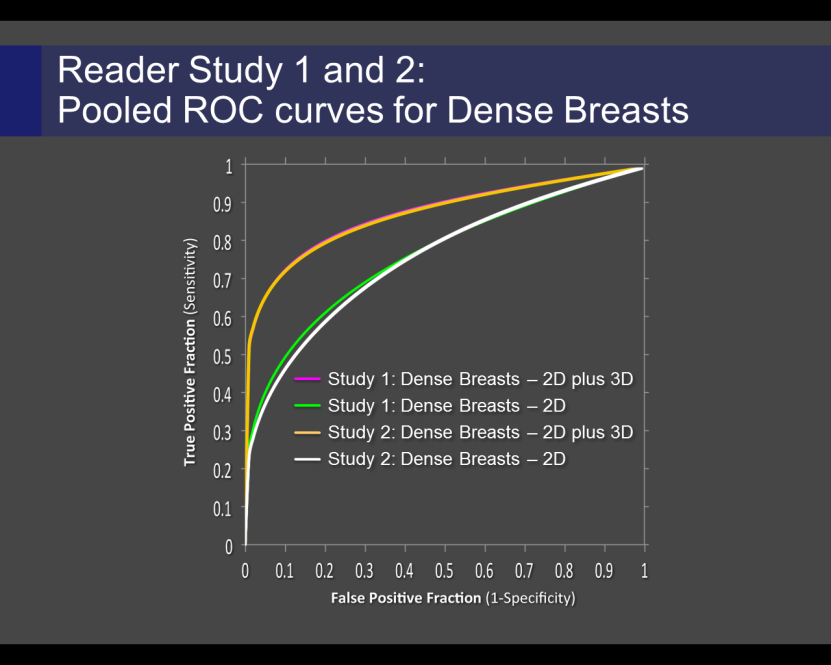 Reader Study 1 and 2:
Pooled ROC curves for Dense Breasts
1
0.9
0.8
0.7
0.6
0.5
0.4
0.3
0.2
0.1
0
True Positive Fraction (Sensitivity)
Study 1: Dense Breasts – 2D plus 3D
Study 1: Dense Breasts – 2D
Study 2: Dense Breasts – 2D plus 3D
Study 2: Dense Breasts – 2D
0 0.1 0.2 0.3 0.4 0.5 0.6 0.7 0.8 0.9 1
False Positive Fraction (1-Specificity)